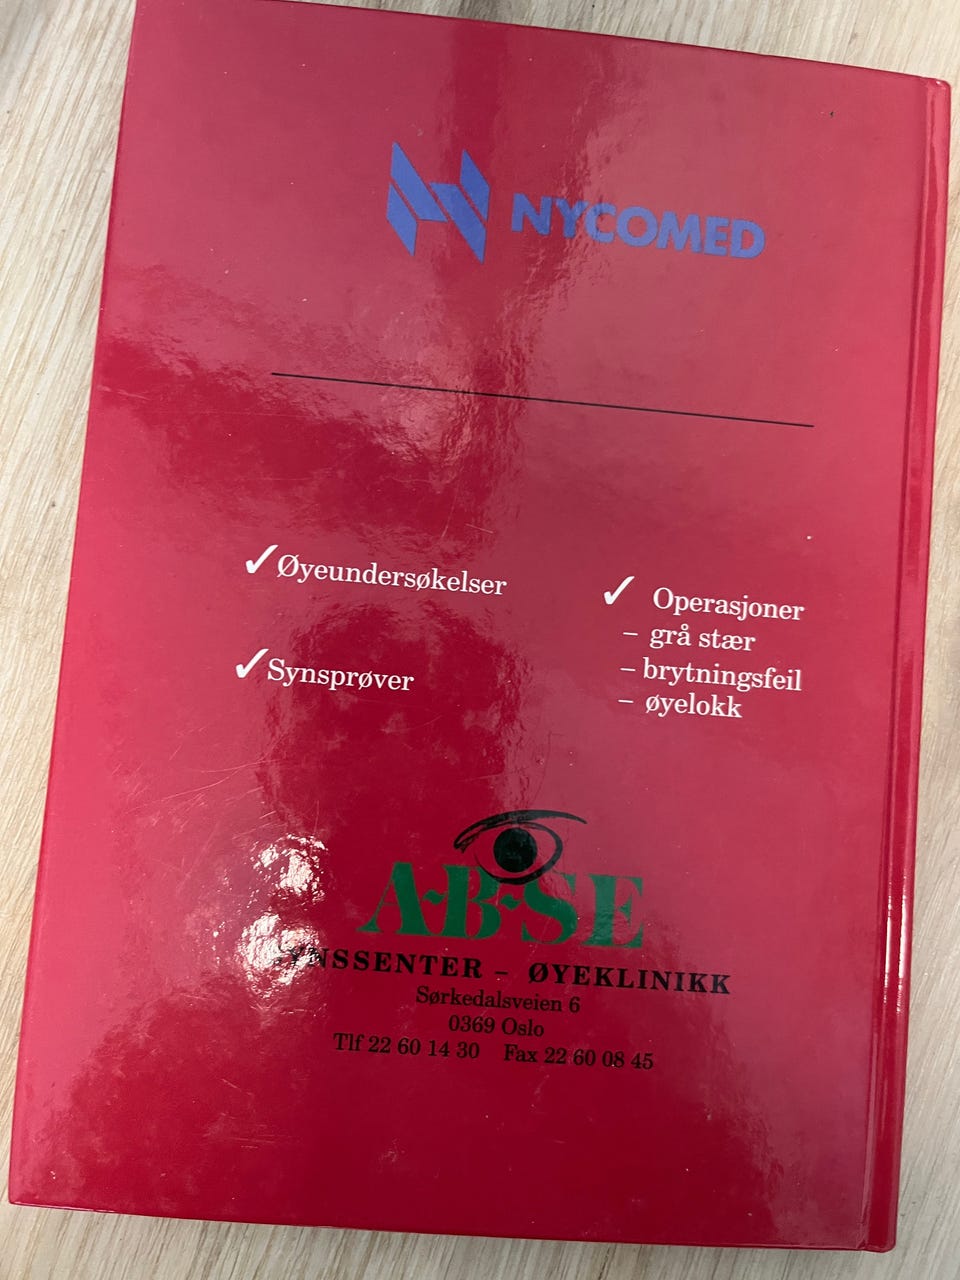 NYCOMED
✓ Øyeundersøkelser
✓ Synsprøver
✓ Operasjoner
– grå stær
– brytningsfeil
– øyelokk
A·B·SE
SYNSSENTER – ØYEKLINIKK
Sørkedalsveien 6
0369 Oslo
Tlf 22 60 14 30 Fax 22 60 08 45